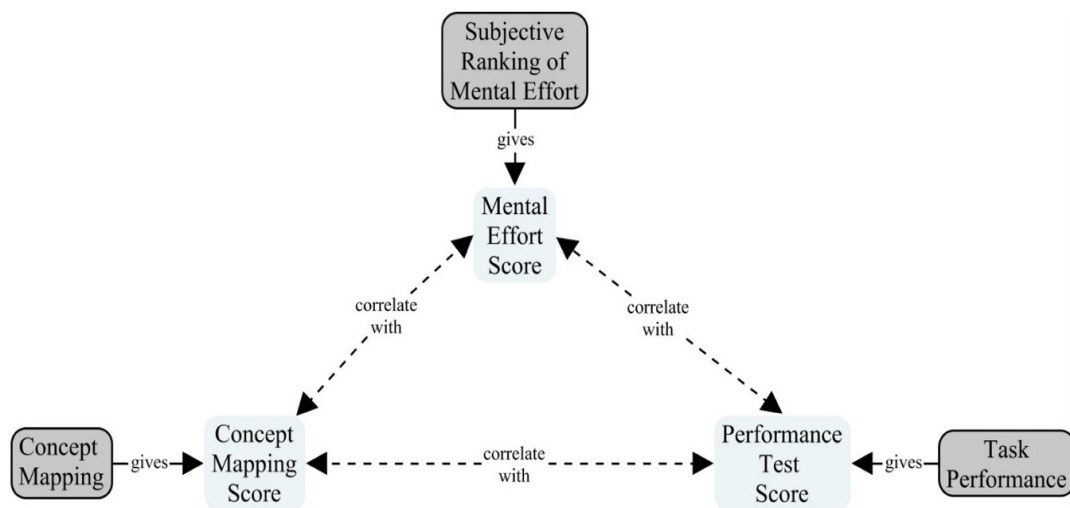 Subjective
Ranking of
Mental Effort
gives
Mental
Effort
Score
correlate
with
correlate
with
Concept
Mapping
gives
Concept
Mapping
Score
correlate
with
Performance
Test
Score
gives
Task
Performance